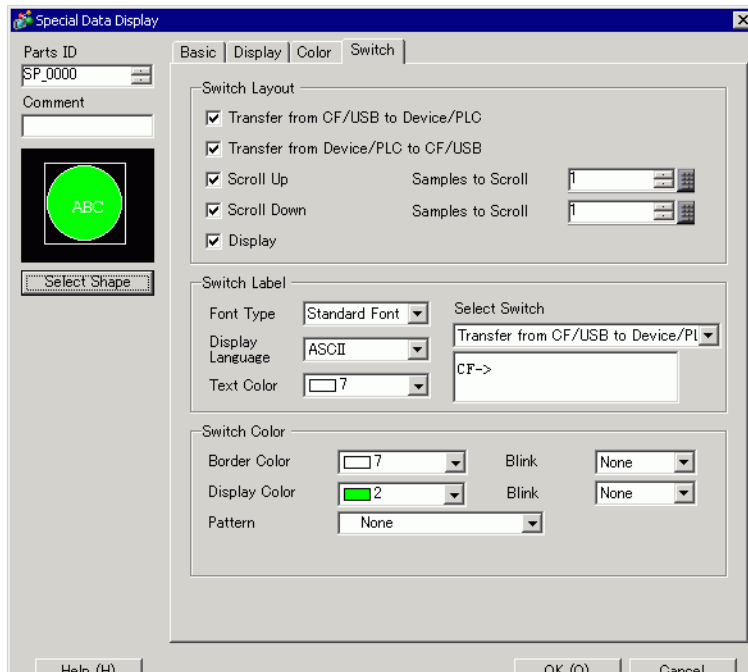 Special Data Display
Parts ID
SP_0000
Comment
ABC
Select Shape
Basic Display Color Switch
Switch Layout
Transfer from CF/USB to Device/PLC
Transfer from Device/PLC to CF/USB
Scroll Up Samples to Scroll 1
Scroll Down Samples to Scroll 1
Display
Switch Label
Font Type Standard Font
Display Language ASCII
Text Color 7
Select Switch
Transfer from CF/USB to Device/PL
CF->
Switch Color
Border Color 7 Blink None
Display Color 2 Blink None
Pattern None
Help (H) OK (O) Cancel